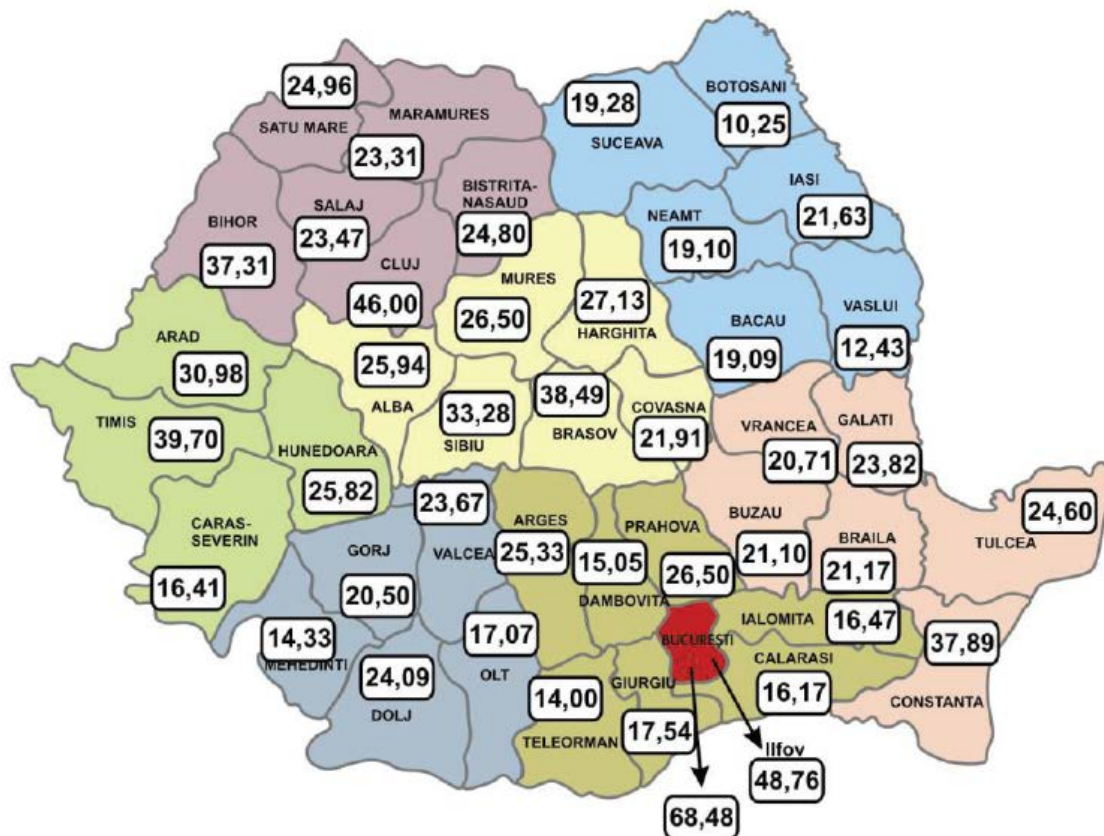 24,96
SATU MARE
MARAMURES
23,31
BIHOR
37,31
SALAJ
23,47
BISTRITA-
NASAUD
24,80
CLUJ
46,00
19,28
SUCEAVA
BOTOSANI
10,25
IASI
21,63
NEAMT
19,10
BACAU
19,09
VASLUI
12,43
ARAD
30,98
TIMIS
39,70
HUNEDOARA
25,82
CARAS-
SEVERIN
16,41
MURES
26,50
27,13
HARGHITA
25,94
ALBA
33,28
SIBIU
38,49
BRASOV
COVASNA
21,91
VRANCEA
20,71
GALATI
23,82
BUZAU
21,10
BRAILA
21,17
24,60
TULCEA
37,89
CONSTANTA
23,67
VALCEA
GORJ
20,50
14,33
MEHEDINTI
24,09
DOLJ
17,07
OLT
ARGES
25,33
15,05
DAMBOVITA
PRAHOVA
26,50
IALOMITA
16,47
CALARASI
16,17
GIURGIU
17,54
14,00
TELEORMAN
BUCUREȘTI
68,48
Ilfov
48,76